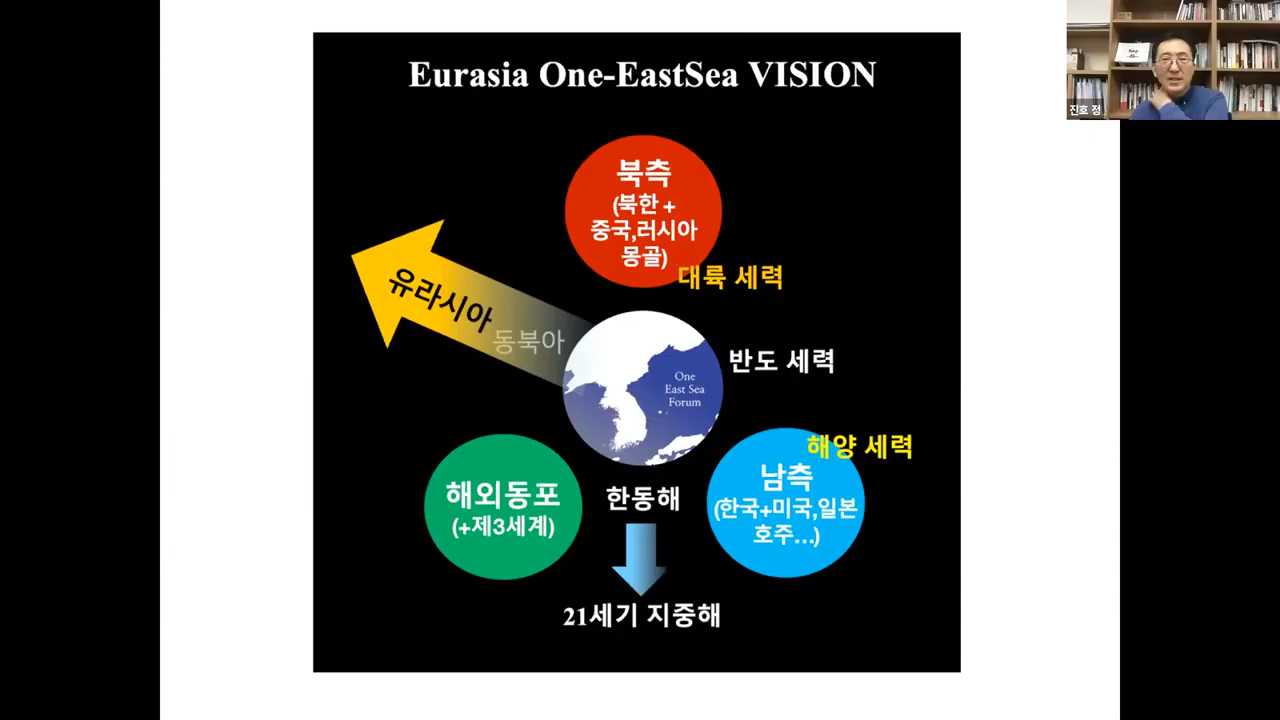 Eurasia One-EastSea VISION
북측
(북한 +
중국,러시아
몽골)
대륙 세력
유라시아
동북아
One
East Sea
Forum
반도 세력
해양 세력
해외동포
(+제3세계)
한동해
남측
(한국+미국,일본
호주...)
21세기 지중해
진호 정